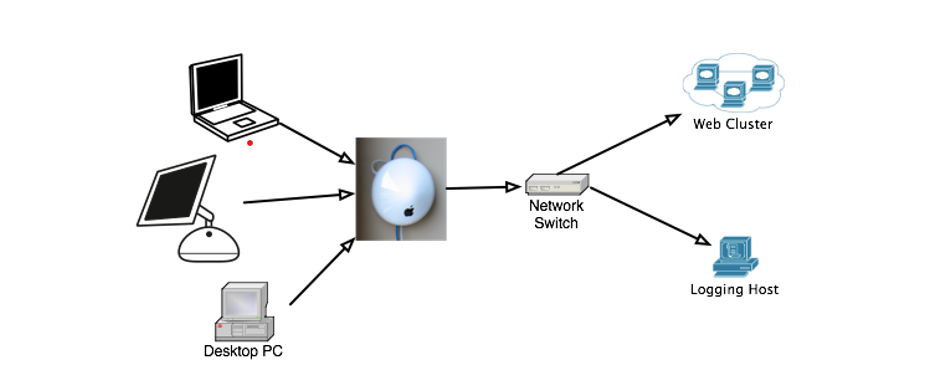 Web Cluster
Network
Switch
Logging Host
Desktop PC